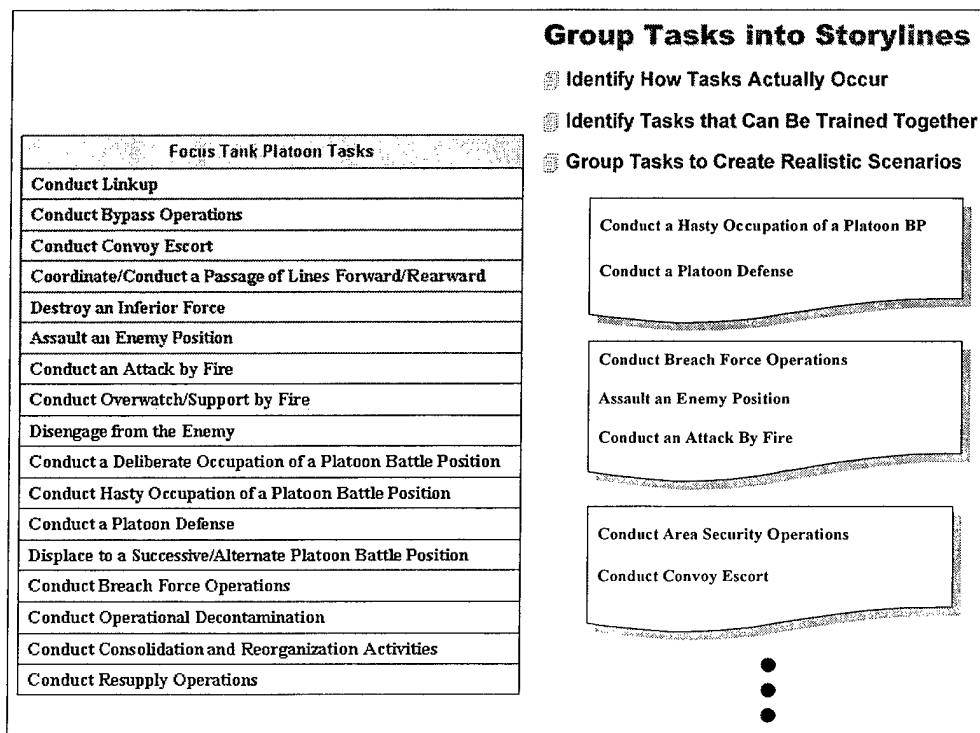 Group Tasks into Storylines
Identify How Tasks Actually Occur
Identify Tasks that Can Be Trained Together
Group Tasks to Create Realistic Scenarios
Focus Tank Platoon Tasks
Conduct Linkup
Conduct Bypass Operations
Conduct Convoy Escort
Coordinate/Conduct a Passage of Lines Forward/Rearward
Destroy an Inferior Force
Assault an Enemy Position
Conduct an Attack by Fire
Conduct Overwatch/Support by Fire
Disengage from the Enemy
Conduct a Deliberate Occupation of a Platoon Battle Position
Conduct Hasty Occupation of a Platoon Battle Position
Conduct a Platoon Defense
Displace to a Successive/Alternate Platoon Battle Position
Conduct Breach Force Operations
Conduct Operational Decontamination
Conduct Consolidation and Reorganization Activities
Conduct Resupply Operations
Conduct a Hasty Occupation of a Platoon BP
Conduct a Platoon Defense
Conduct Breach Force Operations
Assault an Enemy Position
Conduct an Attack By Fire
Conduct Area Security Operations
Conduct Convoy Escort